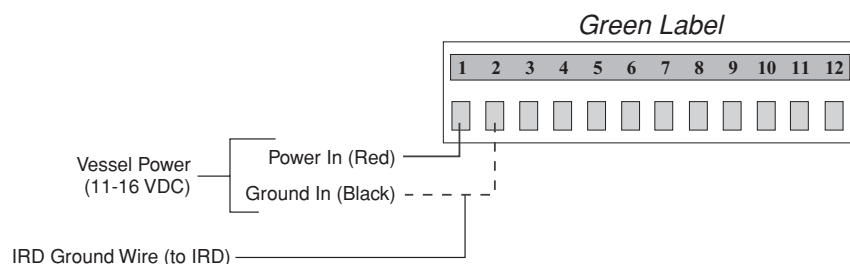 Green Label
1 2 3 4 5 6 7 8 9 10 11 12
Power In (Red)
Vessel Power
(11-16 VDC)
Ground In (Black)
IRD Ground Wire (to IRD)